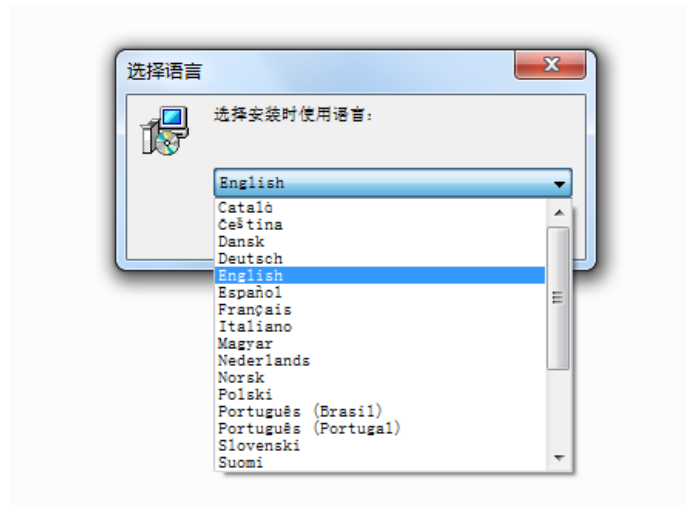 选择语言
选择安装时使用语言:
English
Català
Čeština
Dansk
Deutsch
English
Español
Français
Italiano
Magyar
Nederlands
Norsk
Polski
Português (Brasil)
Português (Portugal)
Slovenski
Suomi